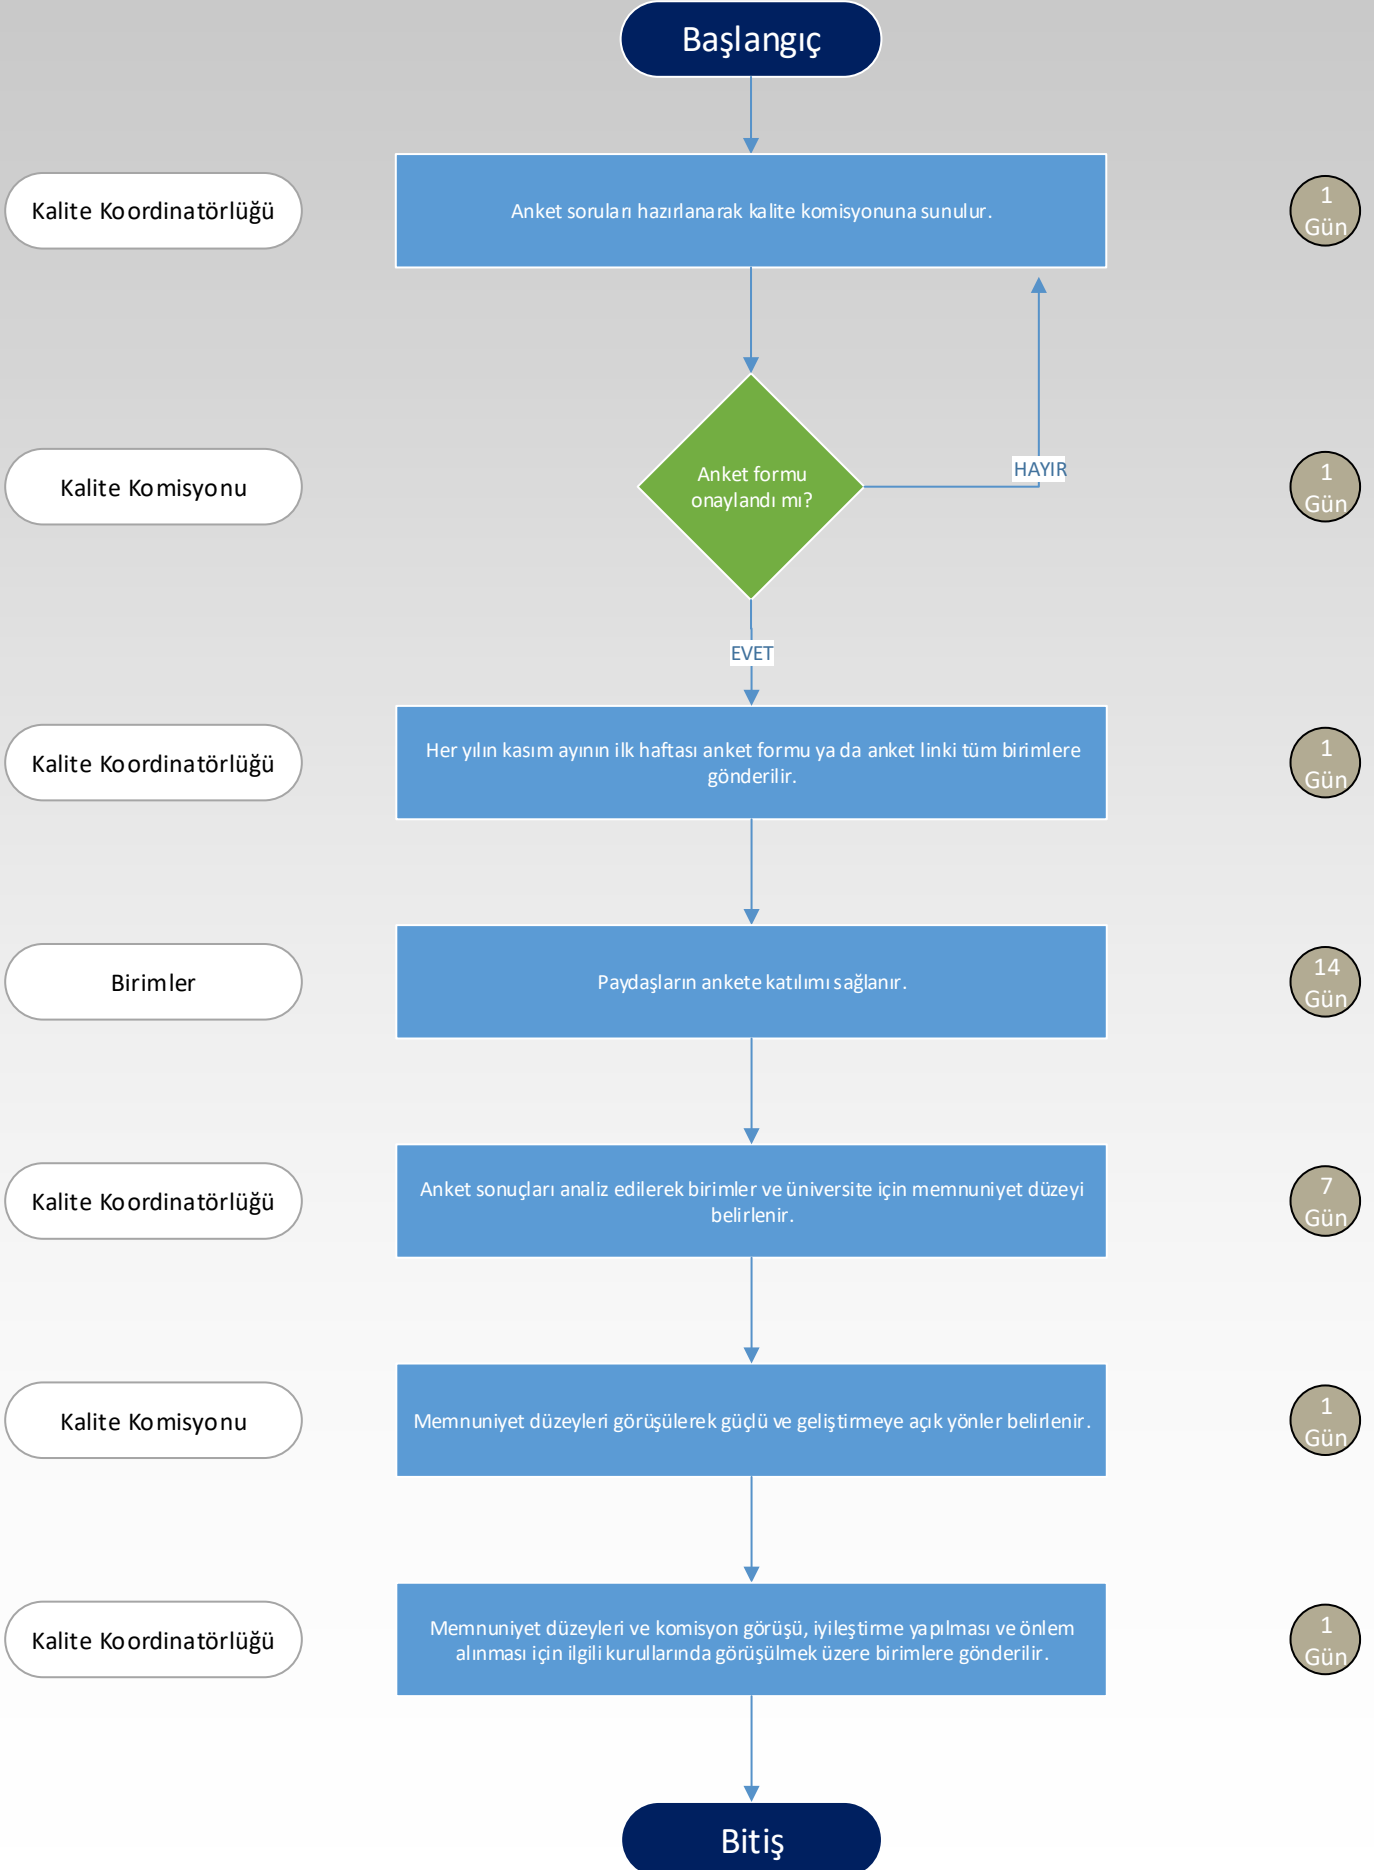 Başlangıç
Kalite Koordinatörlüğü
Anket soruları hazırlanarak kalite komisyonuna sunulur.
1
Gün
Kalite Komisyonu
Anket formu
onaylandı mı?
HAYIR
1
Gün
EVET
Kalite Koordinatörlüğü
Her yılın kasım ayının ilk haftası anket formu ya da anket linki tüm birimlere
gönderilir.
1
Gün
Birimler
Paydaşların ankete katılımı sağlanır.
14
Gün
Kalite Koordinatörlüğü
Anket sonuçları analiz edilerek birimler ve üniversite için memnuniyet düzeyi
belirlenir.
7
Gün
Kalite Komisyonu
Memnuniyet düzeyleri görüşülerek güçlü ve geliştirmeye açık yönler belirlenir.
1
Gün
Kalite Koordinatörlüğü
Memnuniyet düzeyleri ve komisyon görüşü, iyileştirme yapılması ve önlem
alınması için ilgili kurullarında görüşülmek üzere birimlere gönderilir.
1
Gün
Bitiş